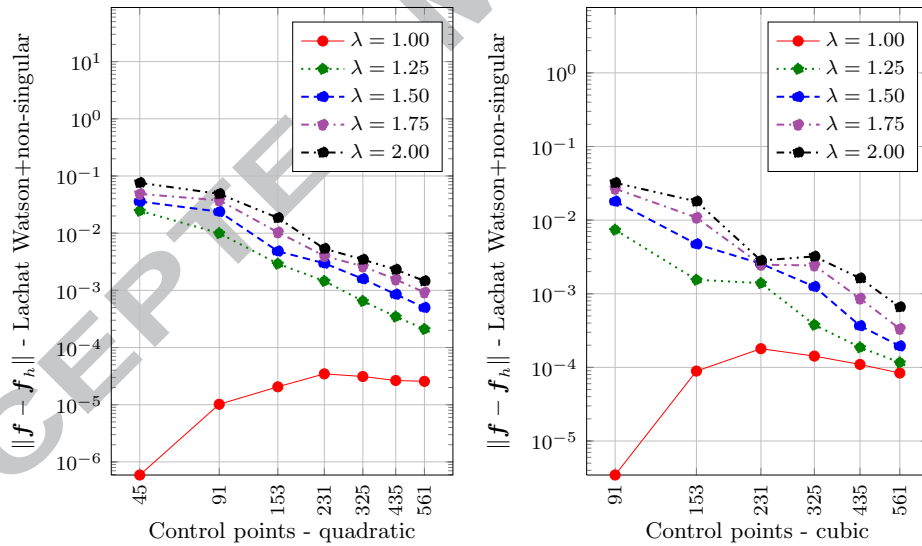 ‖f − f_h‖ - Lachat Watson+non-singular
10^1
10^0
10^−1
10^−2
10^−3
10^−4
10^−5
10^−6
λ = 1.00
λ = 1.25
λ = 1.50
λ = 1.75
λ = 2.00
45 91 153 231 325 435 561
Control points - quadratic
‖f − f_h‖ - Lachat Watson+non-singular
10^0
10^−1
10^−2
10^−3
10^−4
10^−5
λ = 1.00
λ = 1.25
λ = 1.50
λ = 1.75
λ = 2.00
91 153 231 325 435 561
Control points - cubic
CEPTE M